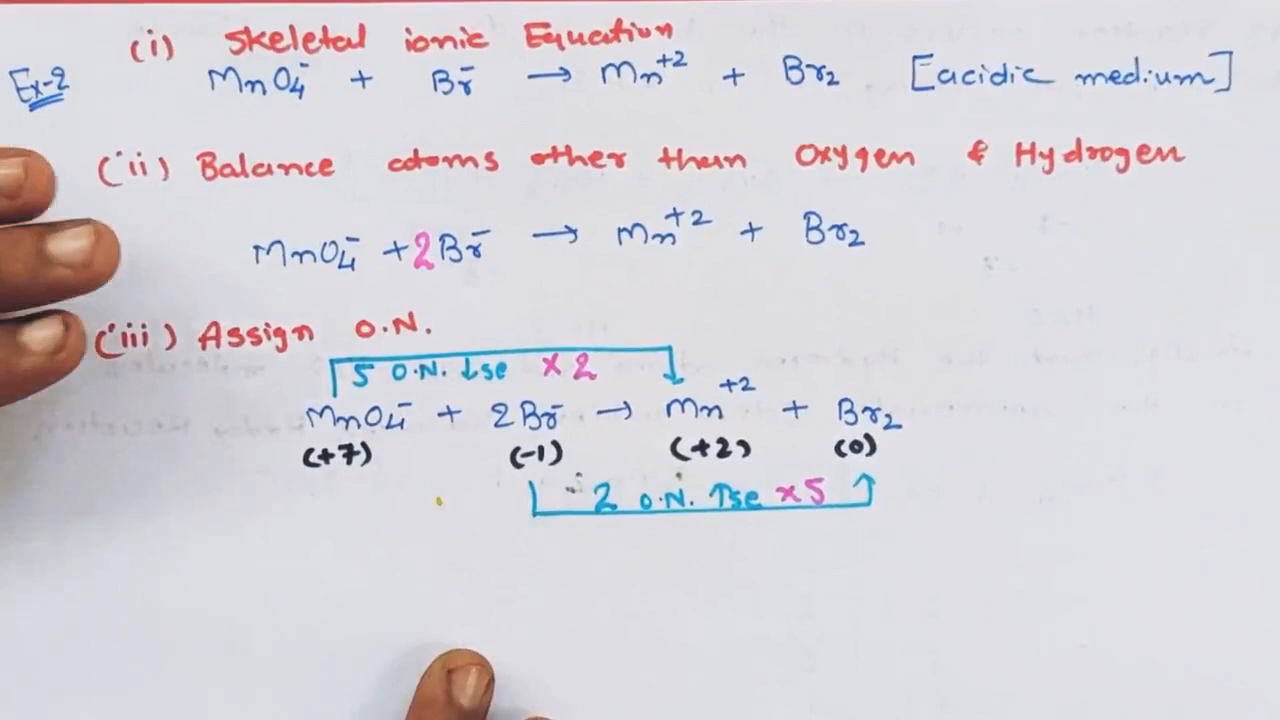 (i) Skeletal ionic Equation
Ex-2 MnO₄⁻ + Br⁻ → Mn⁺² + Br₂ [acidic medium]
(ii) Balance atoms other than Oxygen & Hydrogen
MnO₄⁻ + 2Br⁻ → Mn⁺² + Br₂
(iii) Assign O.N.
5 O.N. ↓se × 2
MnO₄⁻ + 2Br⁻ → Mn⁺² + Br₂
(+7) (-1) (+2) (0)
2 O.N. ↑se × 5